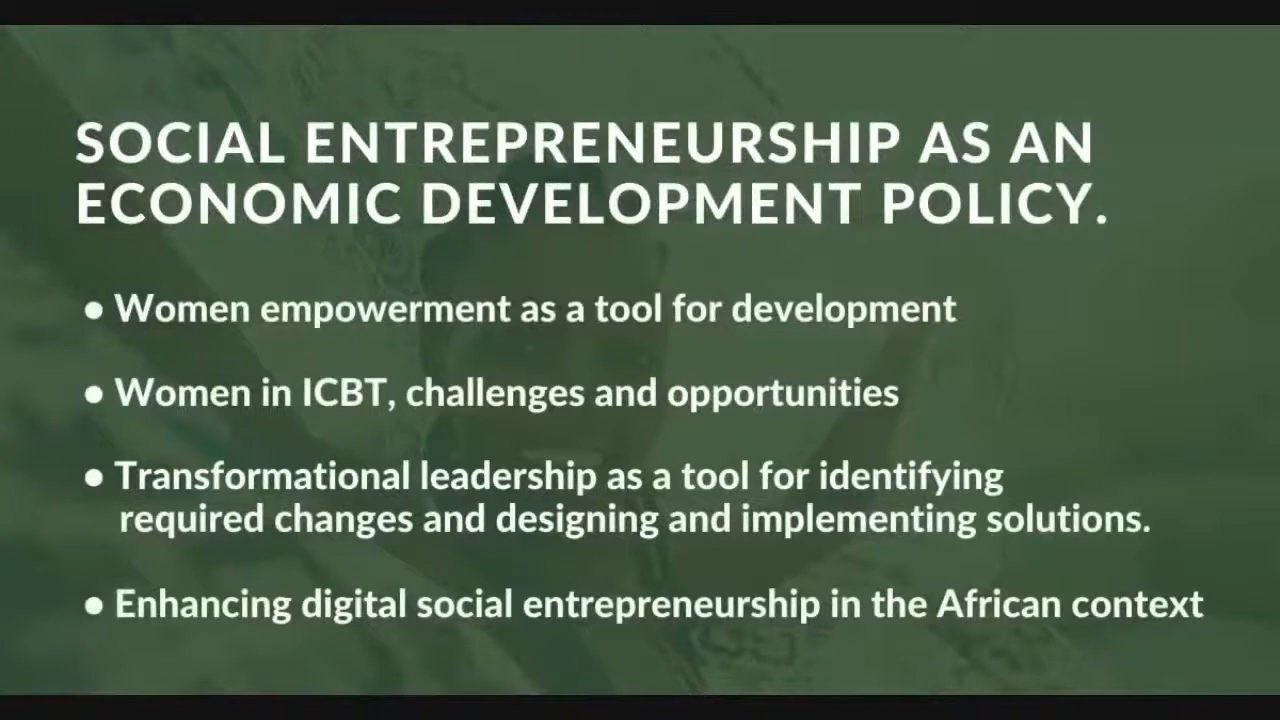 SOCIAL ENTREPRENEURSHIP AS AN
ECONOMIC DEVELOPMENT POLICY.
● Women empowerment as a tool for development
● Women in ICBT, challenges and opportunities
● Transformational leadership as a tool for identifying
required changes and designing and implementing solutions.
● Enhancing digital social entrepreneurship in the African context